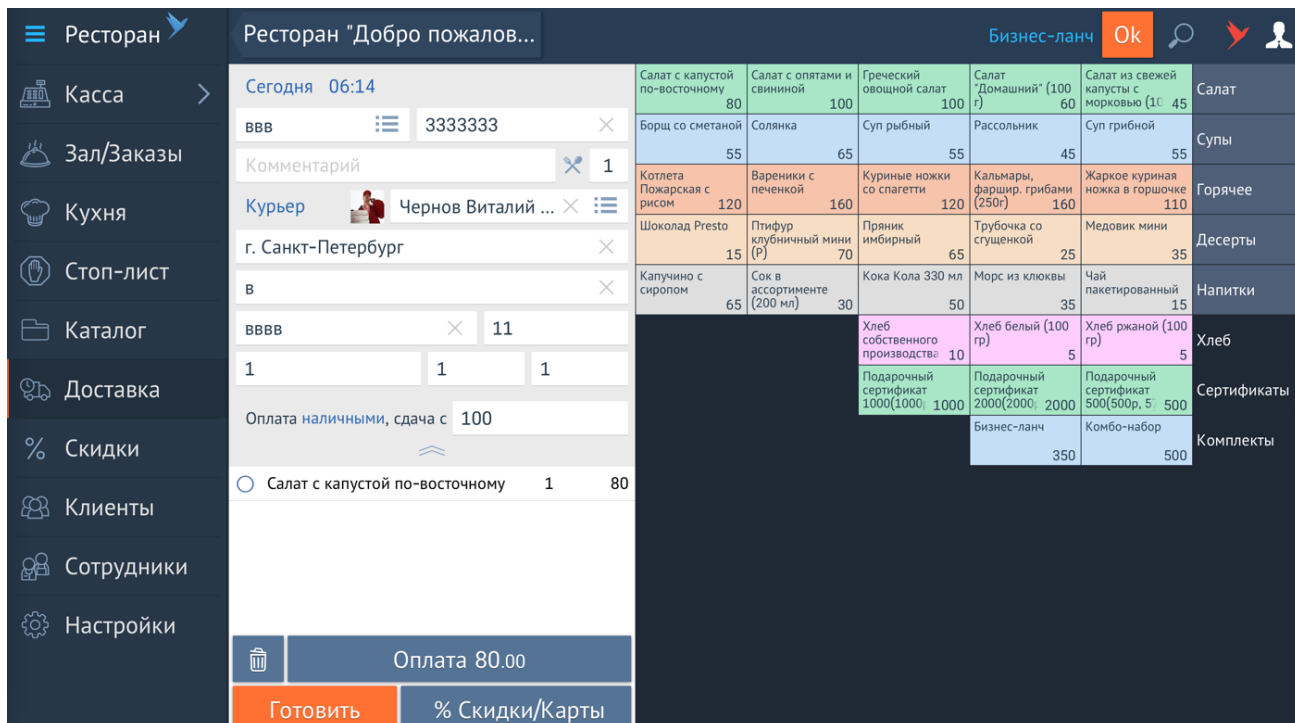 Ресторан
Касса
Зал/Заказы
Кухня
Стоп-лист
Каталог
Доставка
Скидки
Клиенты
Сотрудники
Настройки
Ресторан "Добро пожалов...
Бизнес-ланч Ok
Сегодня 06:14
ввв 3333333
Комментарий 1
Курьер Чернов Виталий ...
г. Санкт-Петербург
в
вввв 11
1 1 1
Оплата наличными, сдача с 100
Салат с капустой по-восточному 1 80
Оплата 80.00
Готовить % Скидки/Карты
Салат с капустой
по-восточному
80
Салат с опятами и
свининой
100
Греческий
овощной салат
100
Салат
"Домашний" (100
г) 60
Салат из свежей
капусты с
морковью (10 45
Салат
Борщ со сметаной
55
Солянка
65
Суп рыбный
55
Рассольник
45
Суп грибной
55
Супы
Котлета
Пожарская с
рисом 120
Вареники с
печенкой
160
Куриные ножки
со спагетти
120
Кальмары,
фаршир. грибами
(250г) 160
Жаркое куриная
ножка в горшочке
110
Горячее
Шоколад Presto
15
Птифур
клубничный мини
(Р) 70
Пряник
имбирный
65
Трубочка со
сгущенкой
25
Медовик мини
35
Десерты
Капучино с
сиропом
65
Сок в
ассортименте
(200 мл) 30
Кока Кола 330 мл
50
Морс из клюквы
35
Чай
пакетированный
15
Напитки
Хлеб
собственного
производства 10
Хлеб белый (100
гр)
5
Хлеб ржаной (100
гр)
5
Хлеб
Подарочный
сертификат
1000(1000р 1000
Подарочный
сертификат
2000(2000р 2000
Подарочный
сертификат
500(500р, 5 500
Сертификаты
Бизнес-ланч
350
Комбо-набор
500
Комплекты